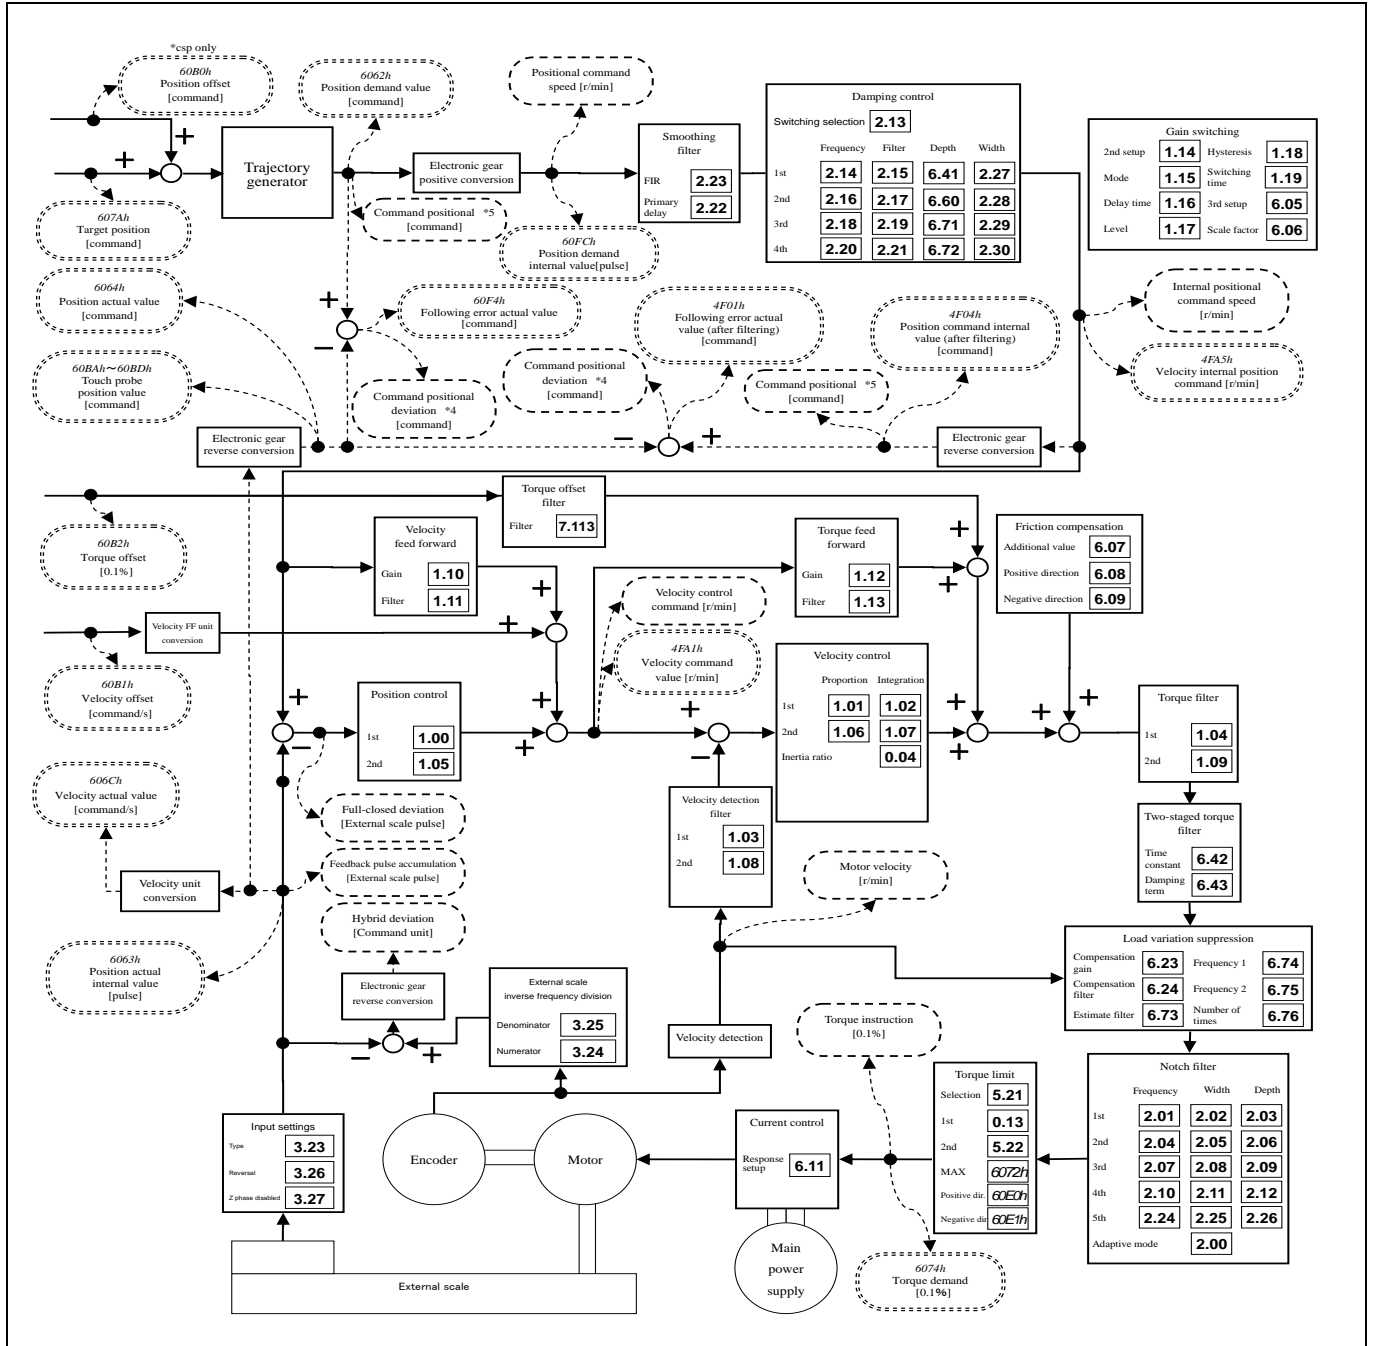 *csp only
60B0h
Position offset
[command]
6062h
Position demand value
[command]
Positional command
speed [r/min]
Damping control
Switching selection 2.13
Frequency Filter Depth Width
1st 2.14 2.15 6.41 2.27
2nd 2.16 2.17 6.60 2.28
3rd 2.18 2.19 6.71 2.29
4th 2.20 2.21 6.72 2.30
Gain switching
2nd setup 1.14 Hysteresis 1.18
Mode 1.15 Switching
time 1.19
Delay time 1.16 3rd setup 6.05
Level 1.17 Scale factor 6.06
+
+
Trajectory
generator
Electronic gear
positive conversion
Smoothing
filter
FIR 2.23
Primary
delay 2.22
607Ah
Target position
[command]
Command positional *5
[command]
60FCh
Position demand
internal value[pulse]
6064h
Position actual value
[command]
+
−
60F4h
Following error actual value
[command]
4F01h
Following error actual
value (after filtering)
[command]
4F04h
Position command internal
value (after filtering)
[command]
Internal positional
command speed
[r/min]
4FA5h
Velocity internal position
command [r/min]
60BAh～60BDh
Touch probe
position value
[command]
Command positional
deviation *4
[command]
Command positional
deviation *4
[command]
Command positional *5
[command]
Electronic gear
reverse conversion
−
+
Electronic gear
reverse conversion
Torque offset
filter
Filter 7.113
60B2h
Torque offset
[0.1%]
Velocity
feed forward
Gain 1.10
Filter 1.11
+
Torque feed
forward
Gain 1.12
Filter 1.13
+
+
Friction compensation
Additional value 6.07
Positive direction 6.08
Negative direction 6.09
Velocity control
command [r/min]
Velocity FF unit
conversion
+
4FA1h
Velocity command
value [r/min]
60B1h
Velocity offset
[command/s]
+
−
Position control
1st 1.00
2nd 1.05
+
+
+
−
Velocity control
Proportion Integration
1st 1.01 1.02
2nd 1.06 1.07
Inertia ratio 0.04
+
+
+
+
Torque filter
1st 1.04
2nd 1.09
606Ch
Velocity actual value
[command/s]
Full-closed deviation
[External scale pulse]
Velocity detection
filter
1st 1.03
2nd 1.08
Two-staged torque
filter
Time
constant 6.42
Damping
term 6.43
Velocity unit
conversion
Feedback pulse accumulation
[External scale pulse]
Motor velocity
[r/min]
Hybrid deviation
[Command unit]
6063h
Position actual
internal value
[pulse]
Load variation suppression
Compensation
gain 6.23 Frequency 1 6.74
Compensation
filter 6.24 Frequency 2 6.75
Estimate filter 6.73 Number of
times 6.76
Electronic gear
reverse conversion
External scale
inverse frequency division
Denominator 3.25
Numerator 3.24
−
+
Velocity detection
Torque instruction
[0.1%]
Notch filter
Frequency Width Depth
1st 2.01 2.02 2.03
2nd 2.04 2.05 2.06
3rd 2.07 2.08 2.09
4th 2.10 2.11 2.12
5th 2.24 2.25 2.26
Adaptive mode 2.00
Torque limit
Selection 5.21
1st 0.13
2nd 5.22
MAX 6072h
Positive dir. 60E0h
Negative dir 60E1h
Current control
Response
setup 6.11
Input settings
Type 3.23
Reversal 3.26
Z phase disabled 3.27
Encoder
Motor
Main
power
supply
6074h
Torque demand
[0.1%]
External scale